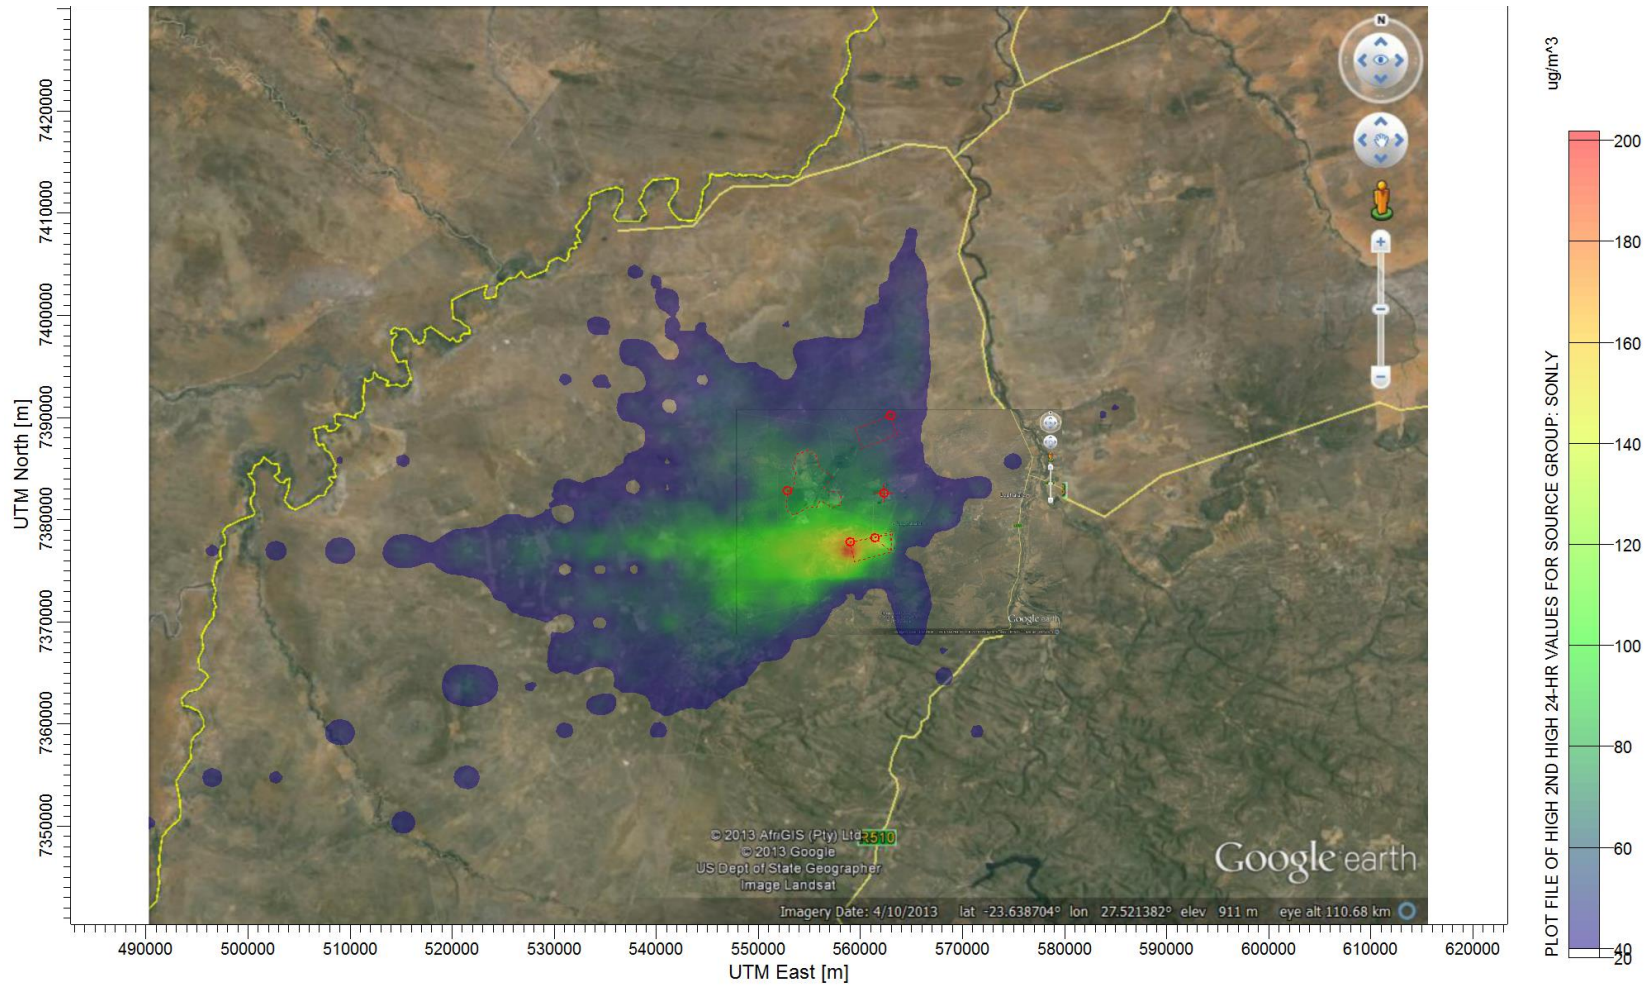 N
UTM North [m]
7420000
7410000
7400000
7390000
7380000
7370000
7360000
7350000
490000 500000 510000 520000 530000 540000 550000 560000 570000 580000 590000 600000 610000 620000
UTM East [m]
Google earth
© 2013 AfriGIS (Pty) Ltd
R510
© 2013 Google
US Dept of State Geographer
Image Landsat
Google earth
Imagery Date: 4/10/2013 lat -23.638704° lon 27.521382° elev 911 m eye alt 110.68 km
ug/m^3
PLOT FILE OF HIGH 2ND HIGH 24-HR VALUES FOR SOURCE GROUP: SONLY
200
180
160
140
120
100
80
60
40
20